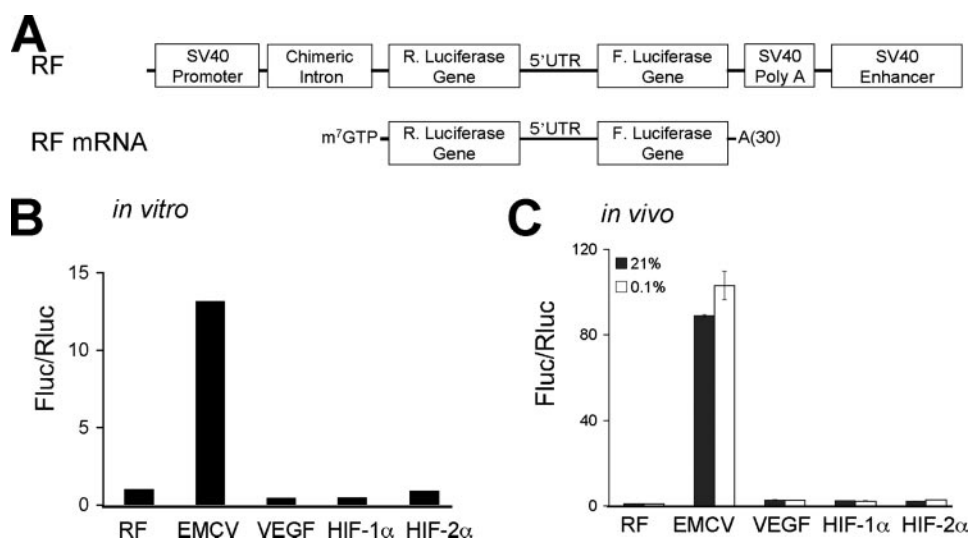 A
RF
SV40
Promoter
Chimeric
Intron
R. Luciferase
Gene
5'UTR
F. Luciferase
Gene
SV40
Poly A
SV40
Enhancer
RF mRNA
m⁷GTP
R. Luciferase
Gene
5'UTR
F. Luciferase
Gene
A(30)
B
in vitro
Fluc/Rluc
15
10
5
0
RF
EMCV
VEGF
HIF-1α
HIF-2α
C
in vivo
21%
0.1%
Fluc/Rluc
120
80
40
0
RF
EMCV
VEGF
HIF-1α
HIF-2α